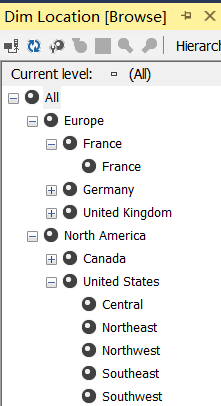 Dim Location [Browse]
Hierarch
Current level: (All)
All
Europe
France
France
Germany
United Kingdom
North America
Canada
United States
Central
Northeast
Northwest
Southeast
Southwest